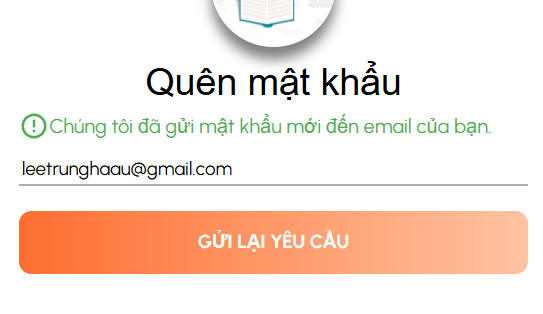 Quên mật khẩu
Chúng tôi đã gửi mật khẩu mới đến email của bạn.
leetrunghaau@gmail.com
GỬI LẠI YÊU CẦU